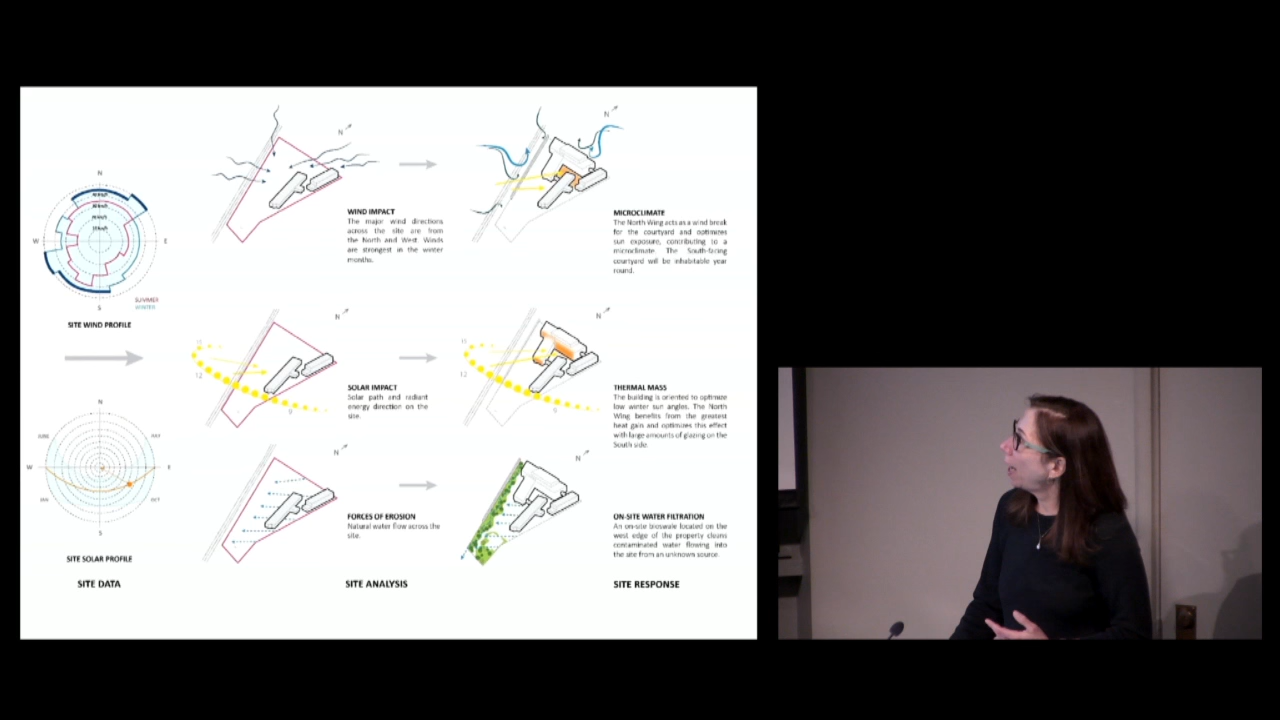 N
W
E
S
SUMMER
WINTER
SITE WIND PROFILE
N
JUNE
W
E
JAN
OCT
S
SITE SOLAR PROFILE
SITE DATA
N
WIND IMPACT
The major wind directions
across the site are from
the North and West. Winds
are strongest in the winter
months.
N
12
9
SOLAR IMPACT
Solar path and radiant
energy direction on the
site.
N
FORCES OF EROSION
Natural water flow across the
site.
SITE ANALYSIS
N
MICROCLIMATE
The North Wing acts as a wind break
for the courtyard and optimizes
sun exposure, contributing to a
microclimate. The South-facing
courtyard will be inhabitable year
round.
N
12
THERMAL MASS
The building is oriented to optimize
low winter sun angles. The North
Wing benefits from the greatest
heat gain and optimizes this effect
with large amounts of glazing on the
South side.
N
ON-SITE WATER FILTRATION
An on-site bioswale located on the
west edge of the property cleans
contaminated water flowing into
the site from an unknown source.
SITE RESPONSE